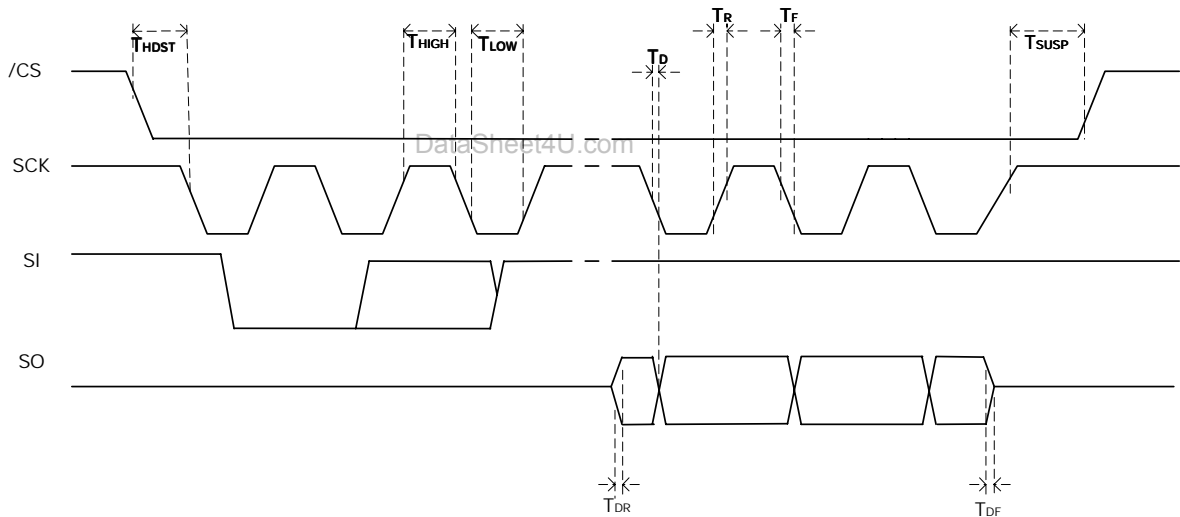 THDST
THIGH
TLOW
TR
TF
TD
TSUSP
/CS
DataSheet4U.com
SCK
SI
SO
TDR
TDF